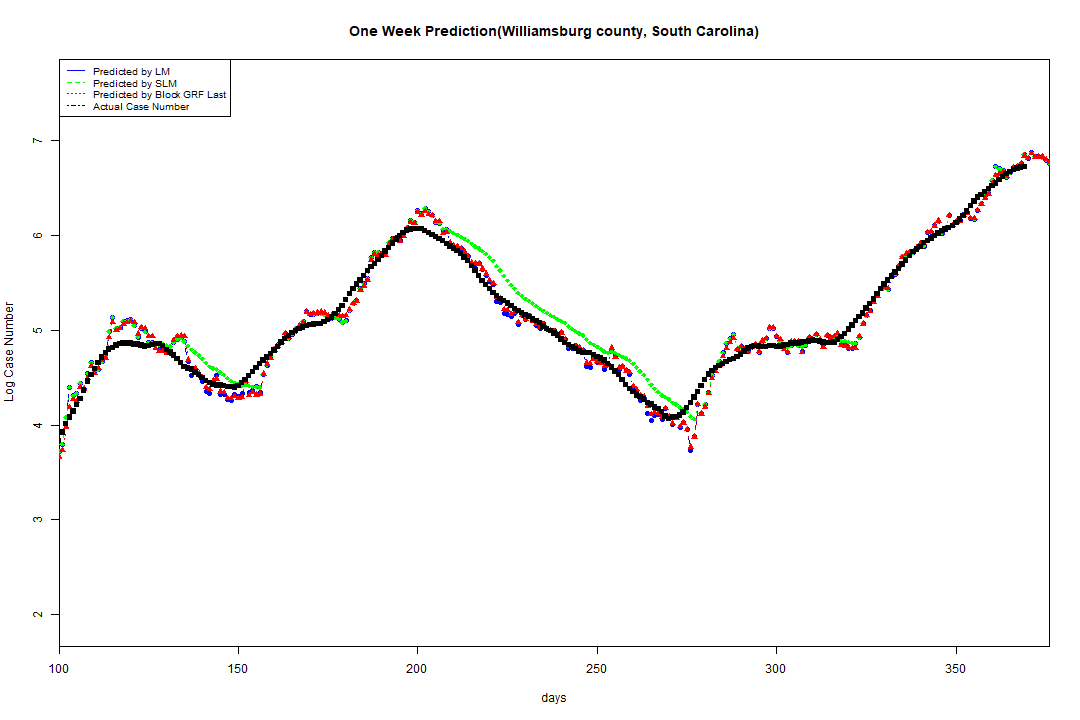 One Week Prediction(Williamsburg county, South Carolina)
Predicted by LM
Predicted by SLM
Predicted by Block GRF Last
Actual Case Number
7
6
5
4
3
2
Log Case Number
100 150 200 250 300 350
days